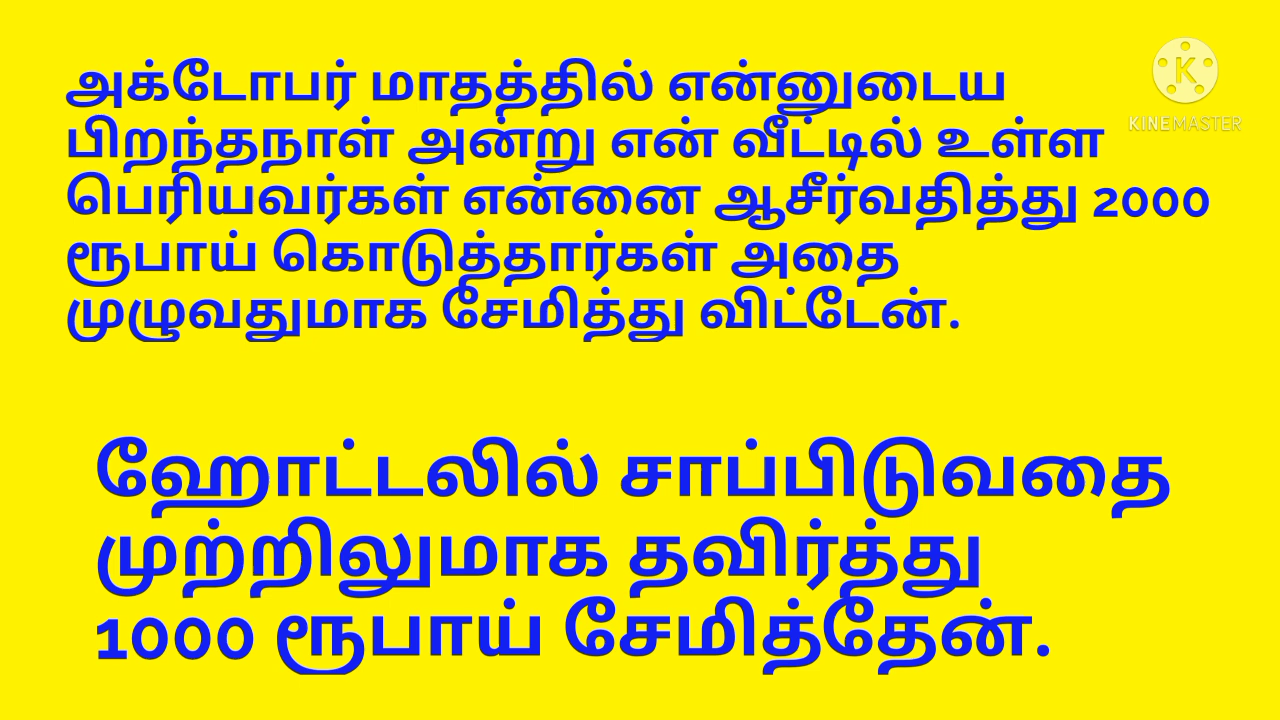 அக்டோபர் மாதத்தில் என்னுடைய
பிறந்தநாள் அன்று என் வீட்டில் உள்ள
பெரியவர்கள் என்னை ஆசீர்வதித்து 2000
ரூபாய் கொடுத்தார்கள் அதை
முழுவதுமாக சேமித்து விட்டேன்.
ஹோட்டலில் சாப்பிடுவதை
முற்றிலுமாக தவிர்த்து
1000 ரூபாய் சேமித்தேன்.
K
KINEMASTER